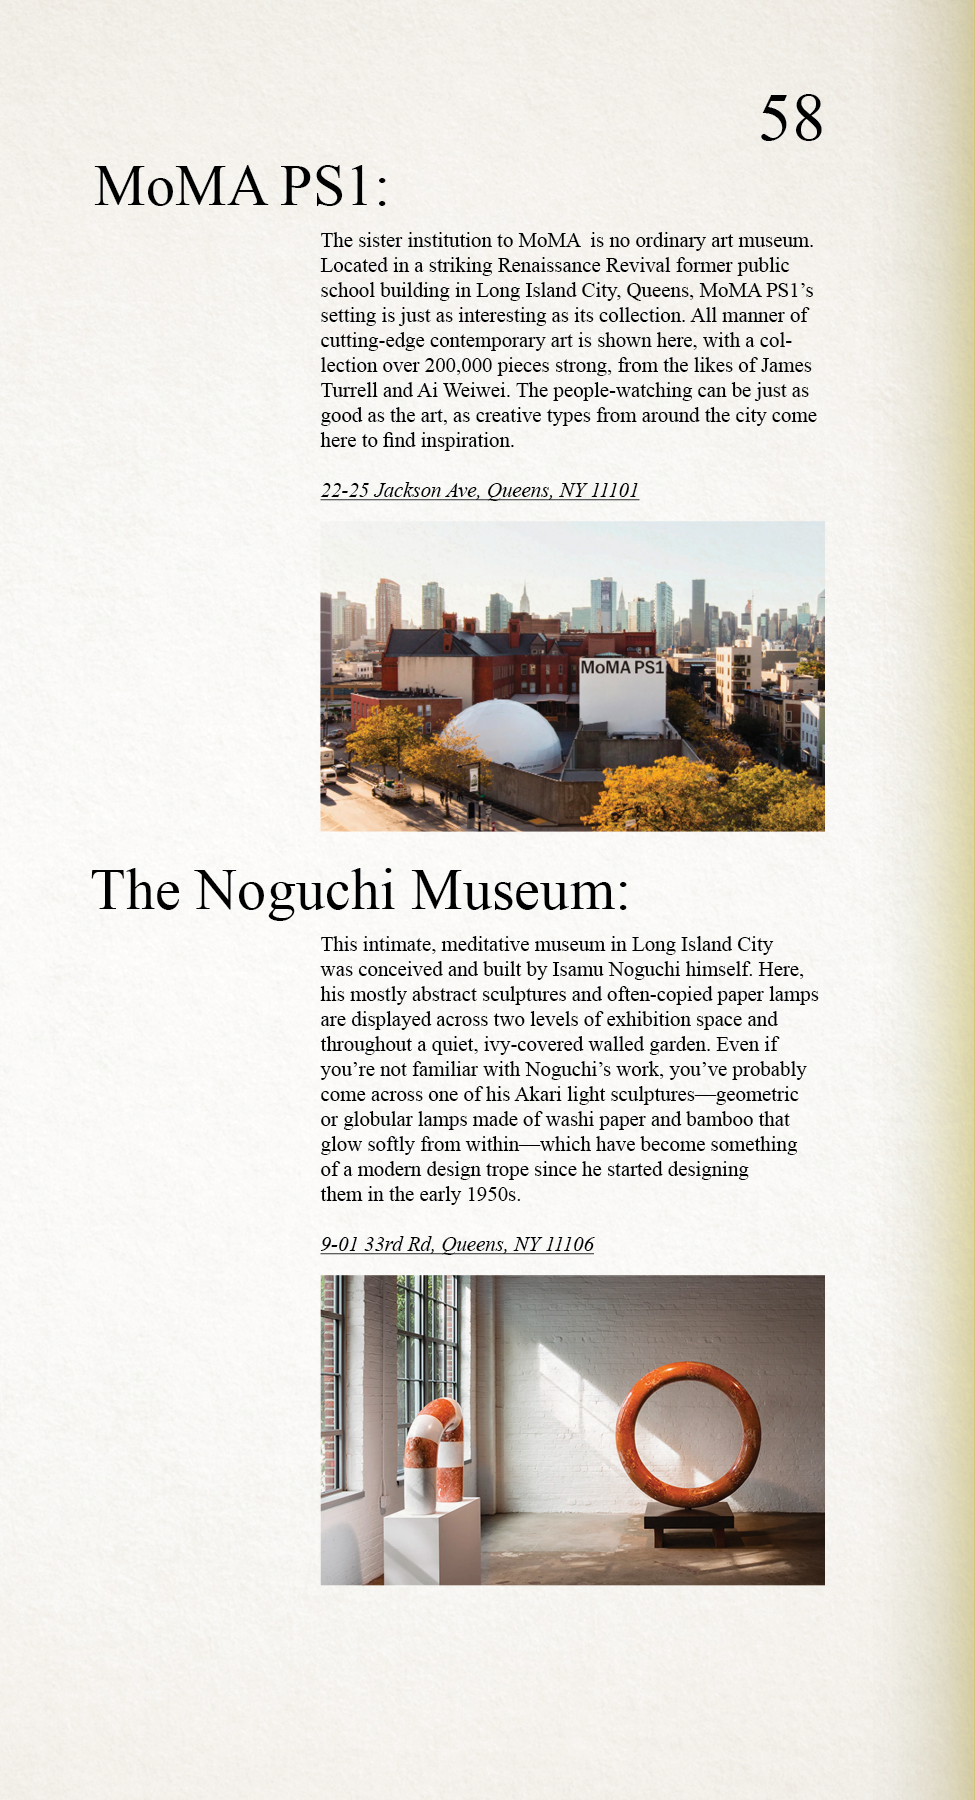 58
MoMA PS1:
The sister institution to MoMA  is no ordinary art museum.
Located in a striking Renaissance Revival former public
school building in Long Island City, Queens, MoMA PS1’s
setting is just as interesting as its collection. All manner of
cutting-edge contemporary art is shown here, with a col-
lection over 200,000 pieces strong, from the likes of James
Turrell and Ai Weiwei. The people-watching can be just as
good as the art, as creative types from around the city come
here to find inspiration.
22-25 Jackson Ave, Queens, NY 11101
MoMA PS1
The Noguchi Museum:
This intimate, meditative museum in Long Island City
was conceived and built by Isamu Noguchi himself. Here,
his mostly abstract sculptures and often-copied paper lamps
are displayed across two levels of exhibition space and
throughout a quiet, ivy-covered walled garden. Even if
you’re not familiar with Noguchi’s work, you’ve probably
come across one of his Akari light sculptures—geometric
or globular lamps made of washi paper and bamboo that
glow softly from within—which have become something
of a modern design trope since he started designing
them in the early 1950s.
9-01 33rd Rd, Queens, NY 11106